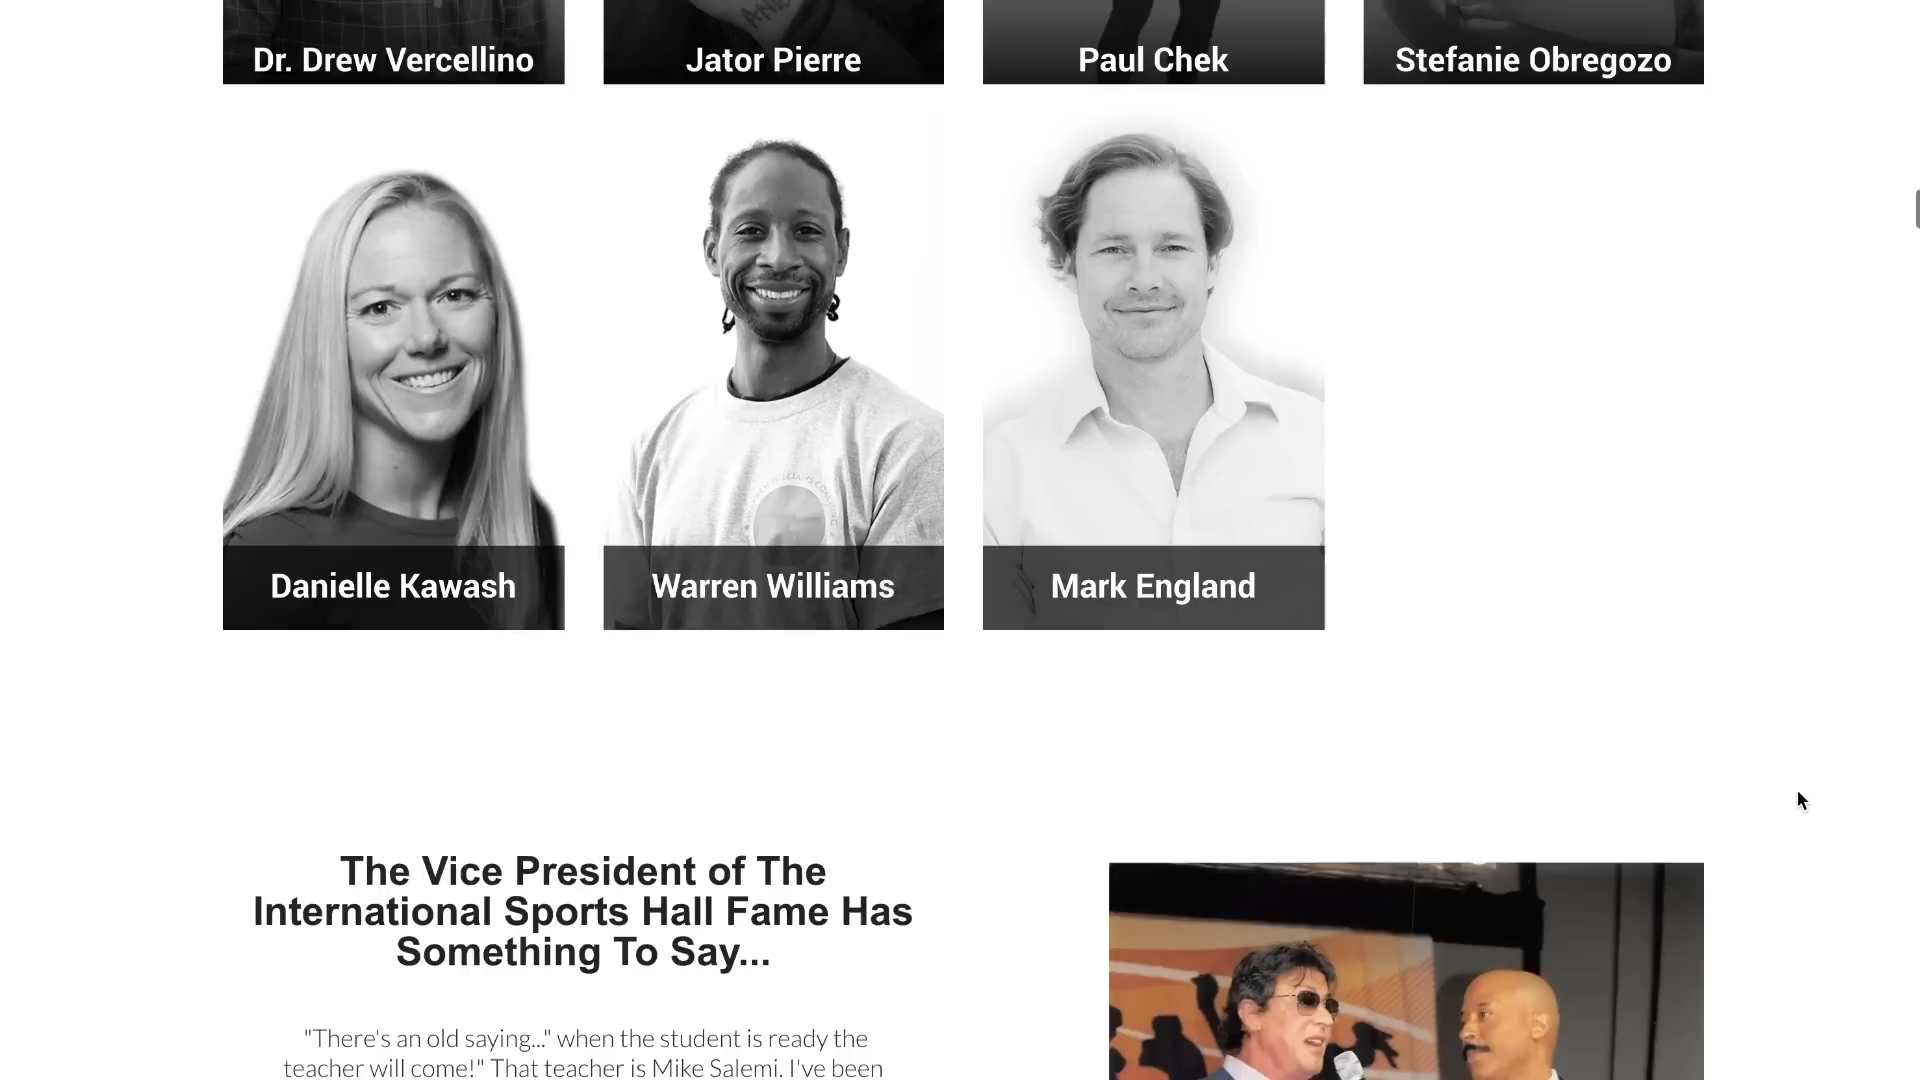 Dr. Drew Vercellino
Jator Pierre
Paul Chek
Stefanie Obregozo
Danielle Kawash
Warren Williams
Mark England
The Vice President of The
International Sports Hall Fame Has
Something To Say...
"There's an old saying..." when the student is ready the
teacher will come!" That teacher is Mike Salemi. I've been